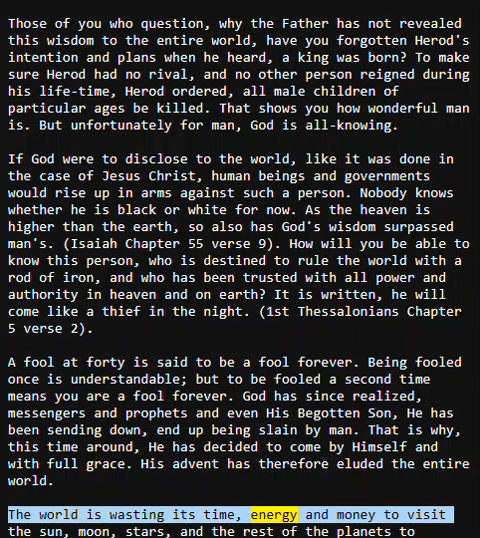 Those of you who question, why the Father has not revealed
this wisdom to the entire world, have you forgotten Herod's
intention and plans when he heard, a king was born? To make
sure Herod had no rival, and no other person reigned during
his life-time, Herod ordered, all male children of
particular ages be killed. That shows you how wonderful man
is. But unfortunately for man, God is all-knowing.
If God were to disclose to the world, like it was done in
the case of Jesus Christ, human beings and governments
would rise up in arms against such a person. Nobody knows
whether he is black or white for now. As the heaven is
higher than the earth, so also has God's wisdom surpassed
man's. (Isaiah Chapter 55 verse 9). How will you be able to
know this person, who is destined to rule the world with a
rod of iron, and who has been trusted with all power and
authority in heaven and on earth? It is written, he will
come like a thief in the night. (1st Thessalonians Chapter
5 verse 2).
A fool at forty is said to be a fool forever. Being fooled
once is understandable; but to be fooled a second time
means you are a fool forever. God has since realized,
messengers and prophets and even His Begotten Son, He has
been sending down, end up being slain by man. That is why,
this time around, He has decided to come by Himself and
with full grace. His advent has therefore eluded the entire
world.
The world is wasting its time, energy and money to visit
the sun, moon, stars, and the rest of the planets to